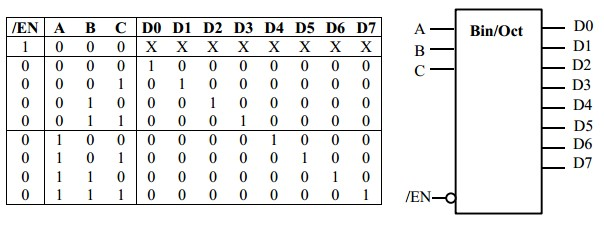 /EN A B C D0 D1 D2 D3 D4 D5 D6 D7
1 0 0 0 X X X X X X X X
0 0 0 0 1 0 0 0 0 0 0 0
0 0 0 1 0 1 0 0 0 0 0 0
0 0 1 0 0 0 1 0 0 0 0 0
0 0 1 1 0 0 0 1 0 0 0 0
0 1 0 0 0 0 0 0 1 0 0 0
0 1 0 1 0 0 0 0 0 1 0 0
0 1 1 0 0 0 0 0 0 0 1 0
0 1 1 1 0 0 0 0 0 0 0 1
Bin/Oct
A
B
C
/EN
D0
D1
D2
D3
D4
D5
D6
D7